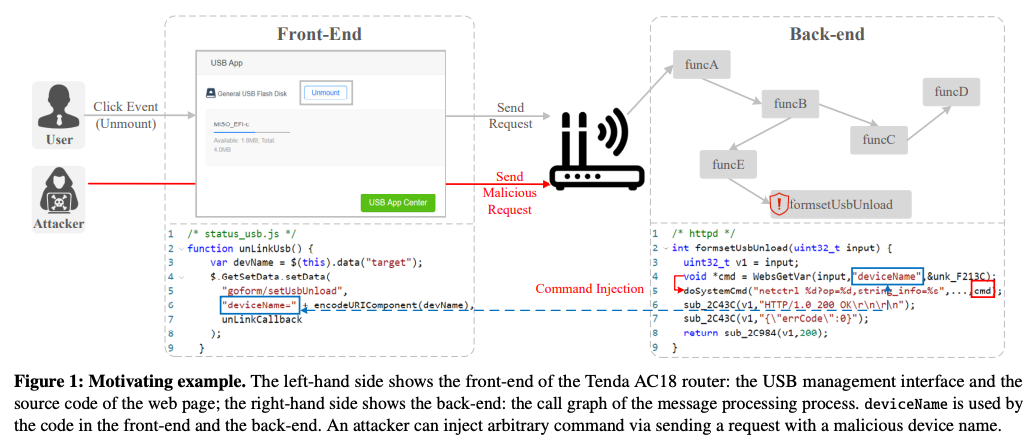 Front-End
Back-end
USB App
General USB Flash Disk
Unmount
MISO_EFI-c
Available: 1.8MB, Total:
4.0MB
USB App Center
User
Click Event
(Unmount)
Attacker
Send
Request
Send
Malicious
Request
funcA
funcB
funcC
funcD
funcE
formsetUsbUnload
1 /* status_usb.js */
2 function unLinkUsb() {
3 var devName = $(this).data("target");
4 $.GetSetData.setData(
5 "goform/setUsbUnload",
6 "deviceName=" + encodeURIComponent(devName),
7 unLinkCallback
8 );
9 }
Command Injection
1 /* httpd */
2 int formsetUsbUnload(uint32_t input) {
3 uint32_t v1 = input;
4 void *cmd = WebsGetVar(input,"deviceName",&unk_F213C);
5 doSystemCmd("netctrl %d?op=%d,string_info=%s",...,cmd);
6 sub_2C43C(v1,"HTTP/1.0 200 OK\r\n\r\n");
7 sub_2C43C(v1,"{\"errCode\":0}");
8 return sub_2C984(v1,200);
9 }
Figure 1: Motivating example. The left-hand side shows the front-end of the Tenda AC18 router: the USB management interface and the
source code of the web page; the right-hand side shows the back-end: the call graph of the message processing process. deviceName is used by
the code in the front-end and the back-end. An attacker can inject arbitrary command via sending a request with a malicious device name.